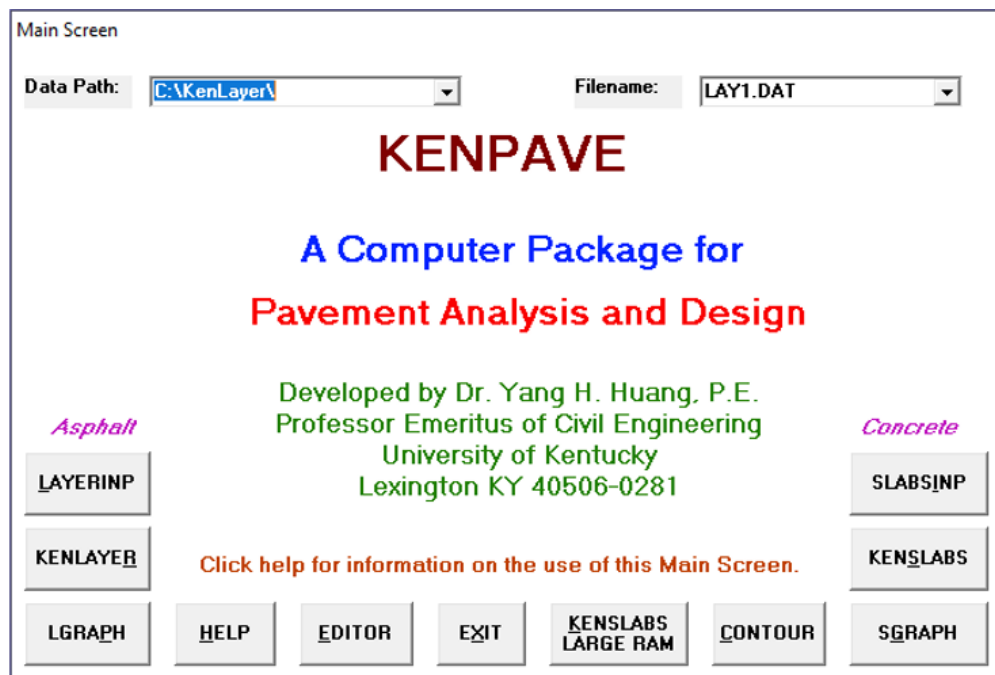 Main Screen
Data Path: C:\KenLayer\ Filename: LAY1.DAT
KENPAVE
A Computer Package for
Pavement Analysis and Design
Developed by Dr. Yang H. Huang, P.E.
Professor Emeritus of Civil Engineering
University of Kentucky
Lexington KY 40506-0281
Asphalt
LAYERINP
KENLAYER
Concrete
SLABSINP
KENSLABS
Click help for information on the use of this Main Screen.
LGRAPH
HELP
EDITOR
EXIT
KENSLABS
LARGE RAM
CONTOUR
SGRAPH